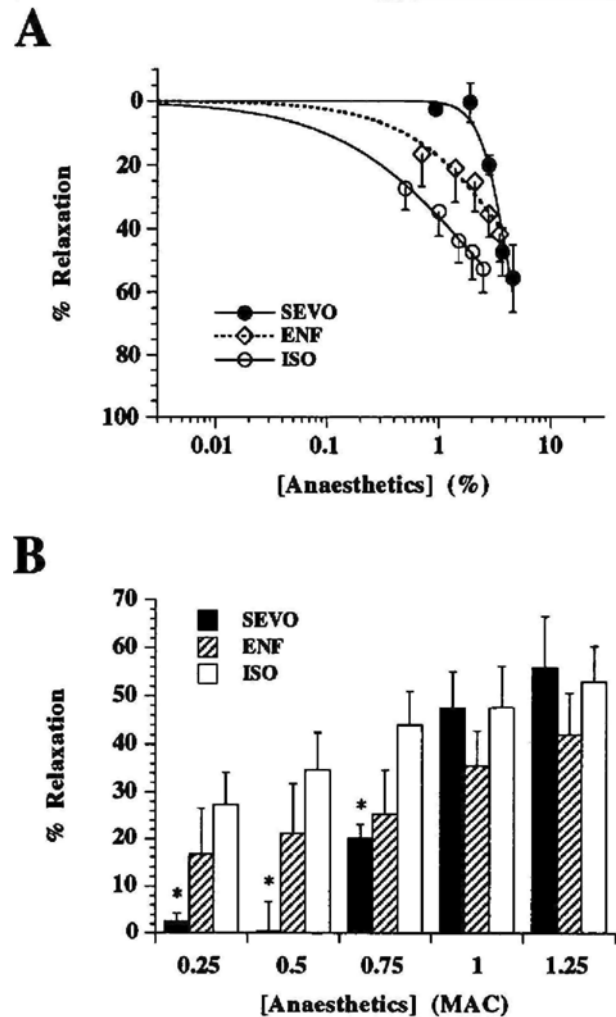 A
0
20
40
60
80
100
% Relaxation
SEVO
ENF
ISO
0.01 0.1 1 10
[Anaesthetics] (%)
B
70
60
50
40
30
20
10
0
% Relaxation
SEVO
ENF
ISO
* * *
0.25 0.5 0.75 1 1.25
[Anaesthetics] (MAC)